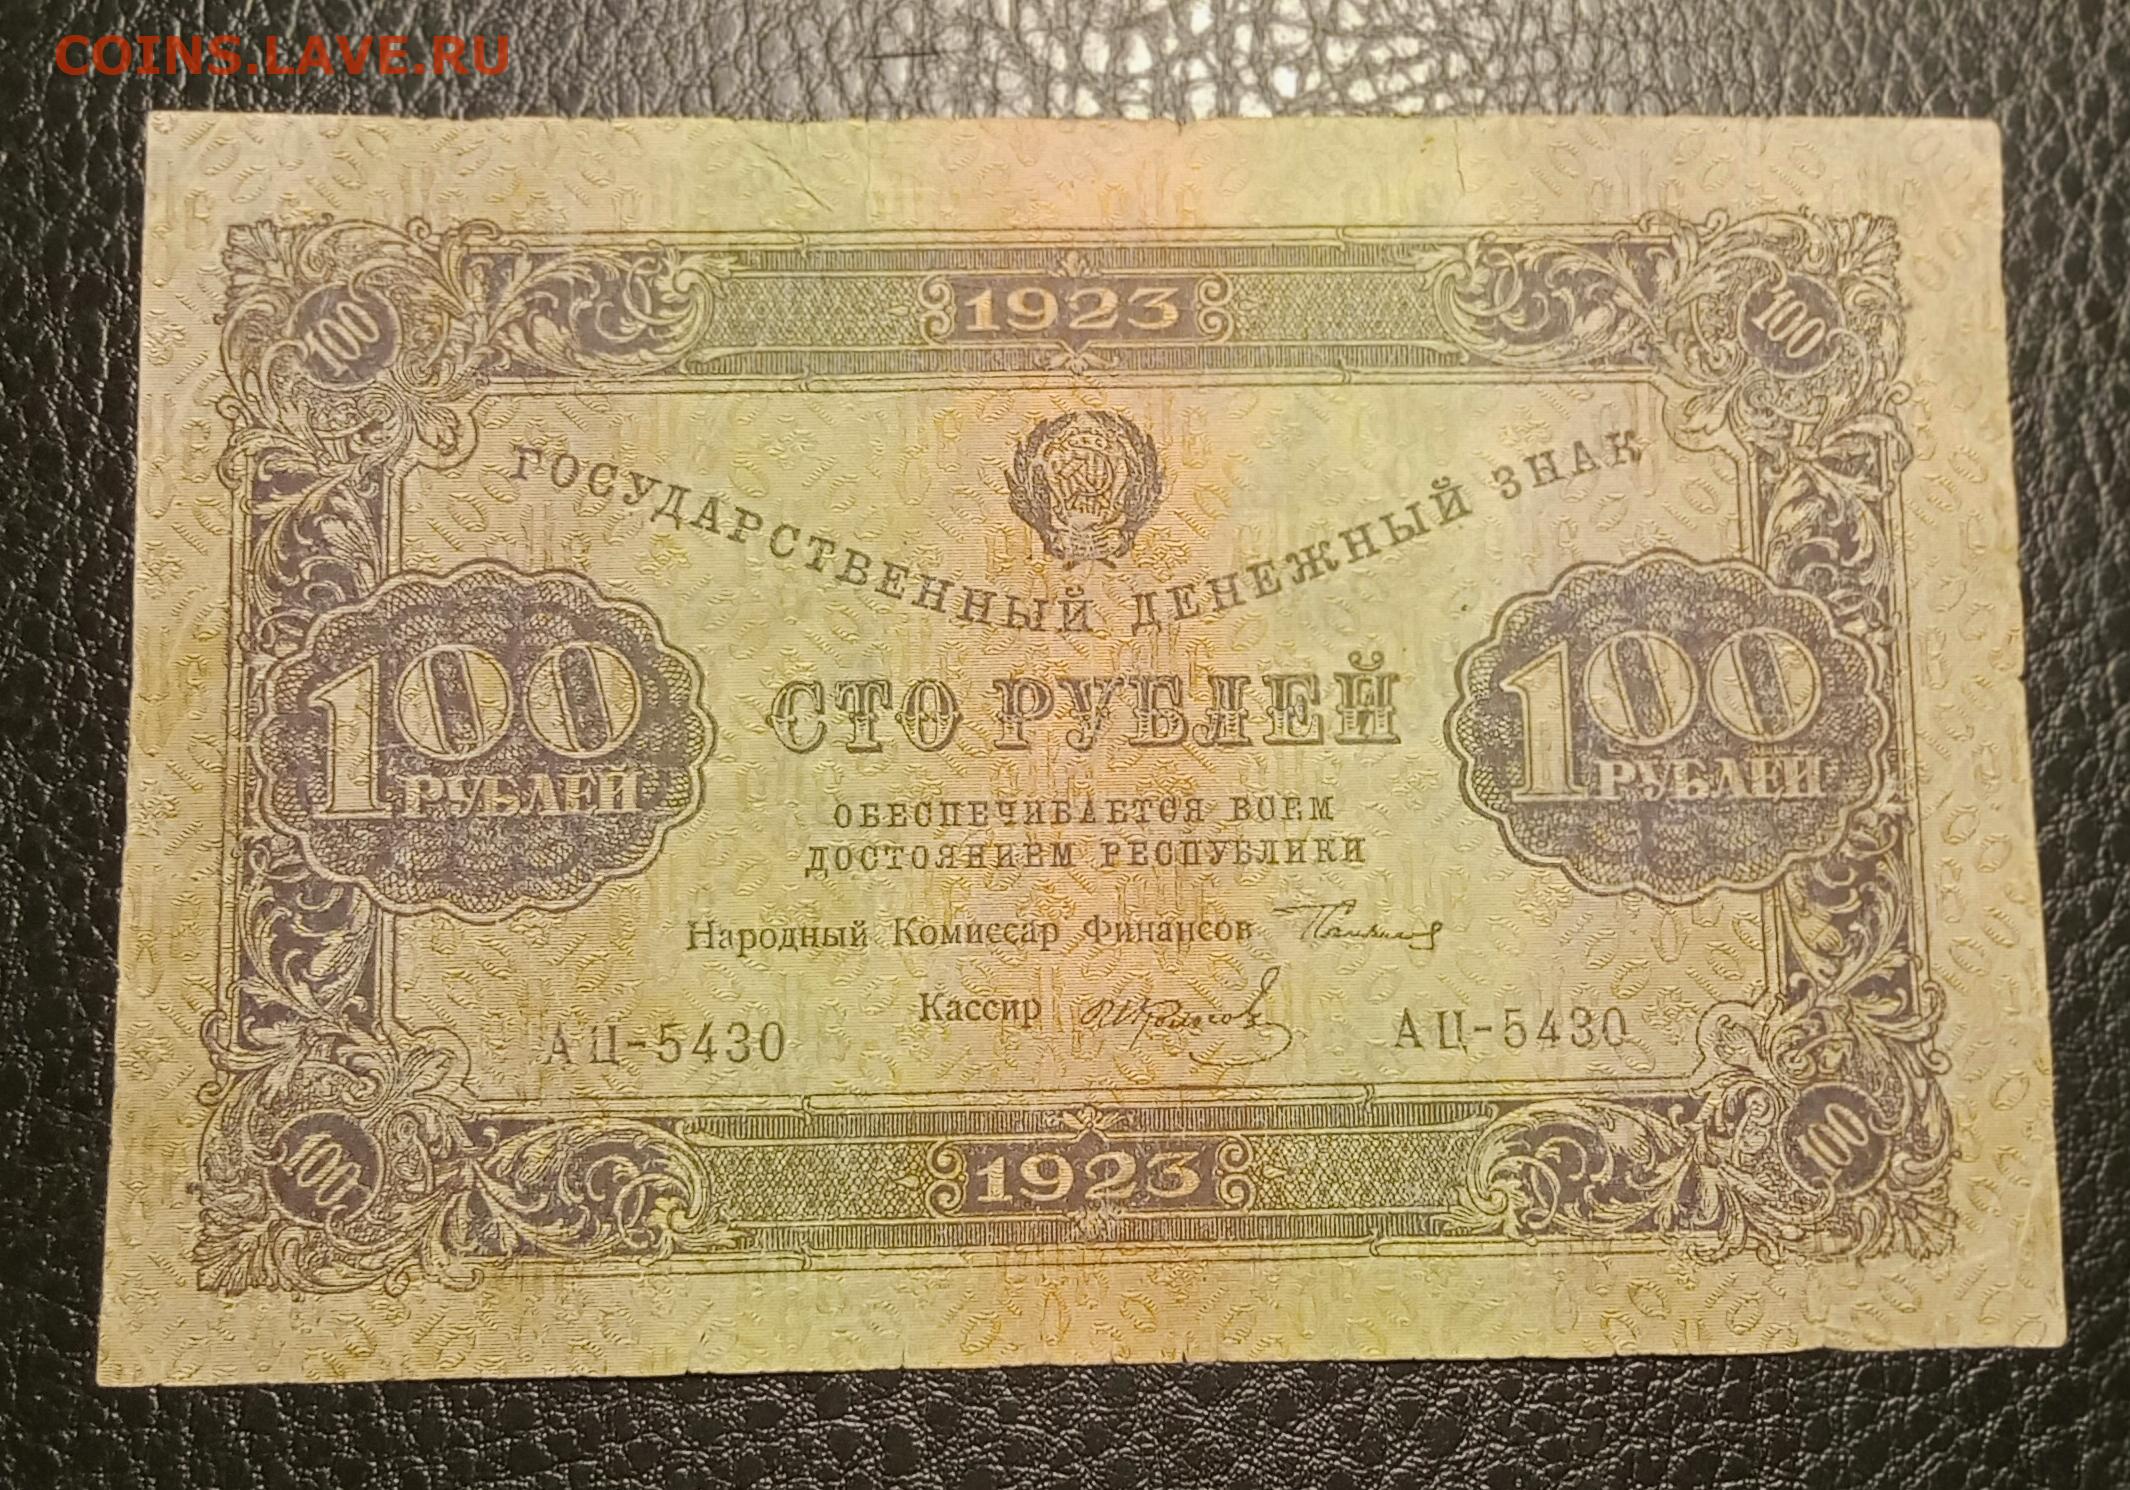 COINS.LAVE.RU
1923
100 100
ГОСУДАРСТВЕННЫЙ ДЕНЕЖНЫЙ ЗНАК
100 РУБЛЕЙ
СТО РУБЛЕЙ
100 РУБЛЕЙ
ОБЕСПЕЧИВАЕТСЯ ВСЕМ
ДОСТОЯНИЕМ РЕСПУБЛИКИ
Народный Комиссар Финансов
Кассир
АЦ-5430 АЦ-5430
100 100
1923